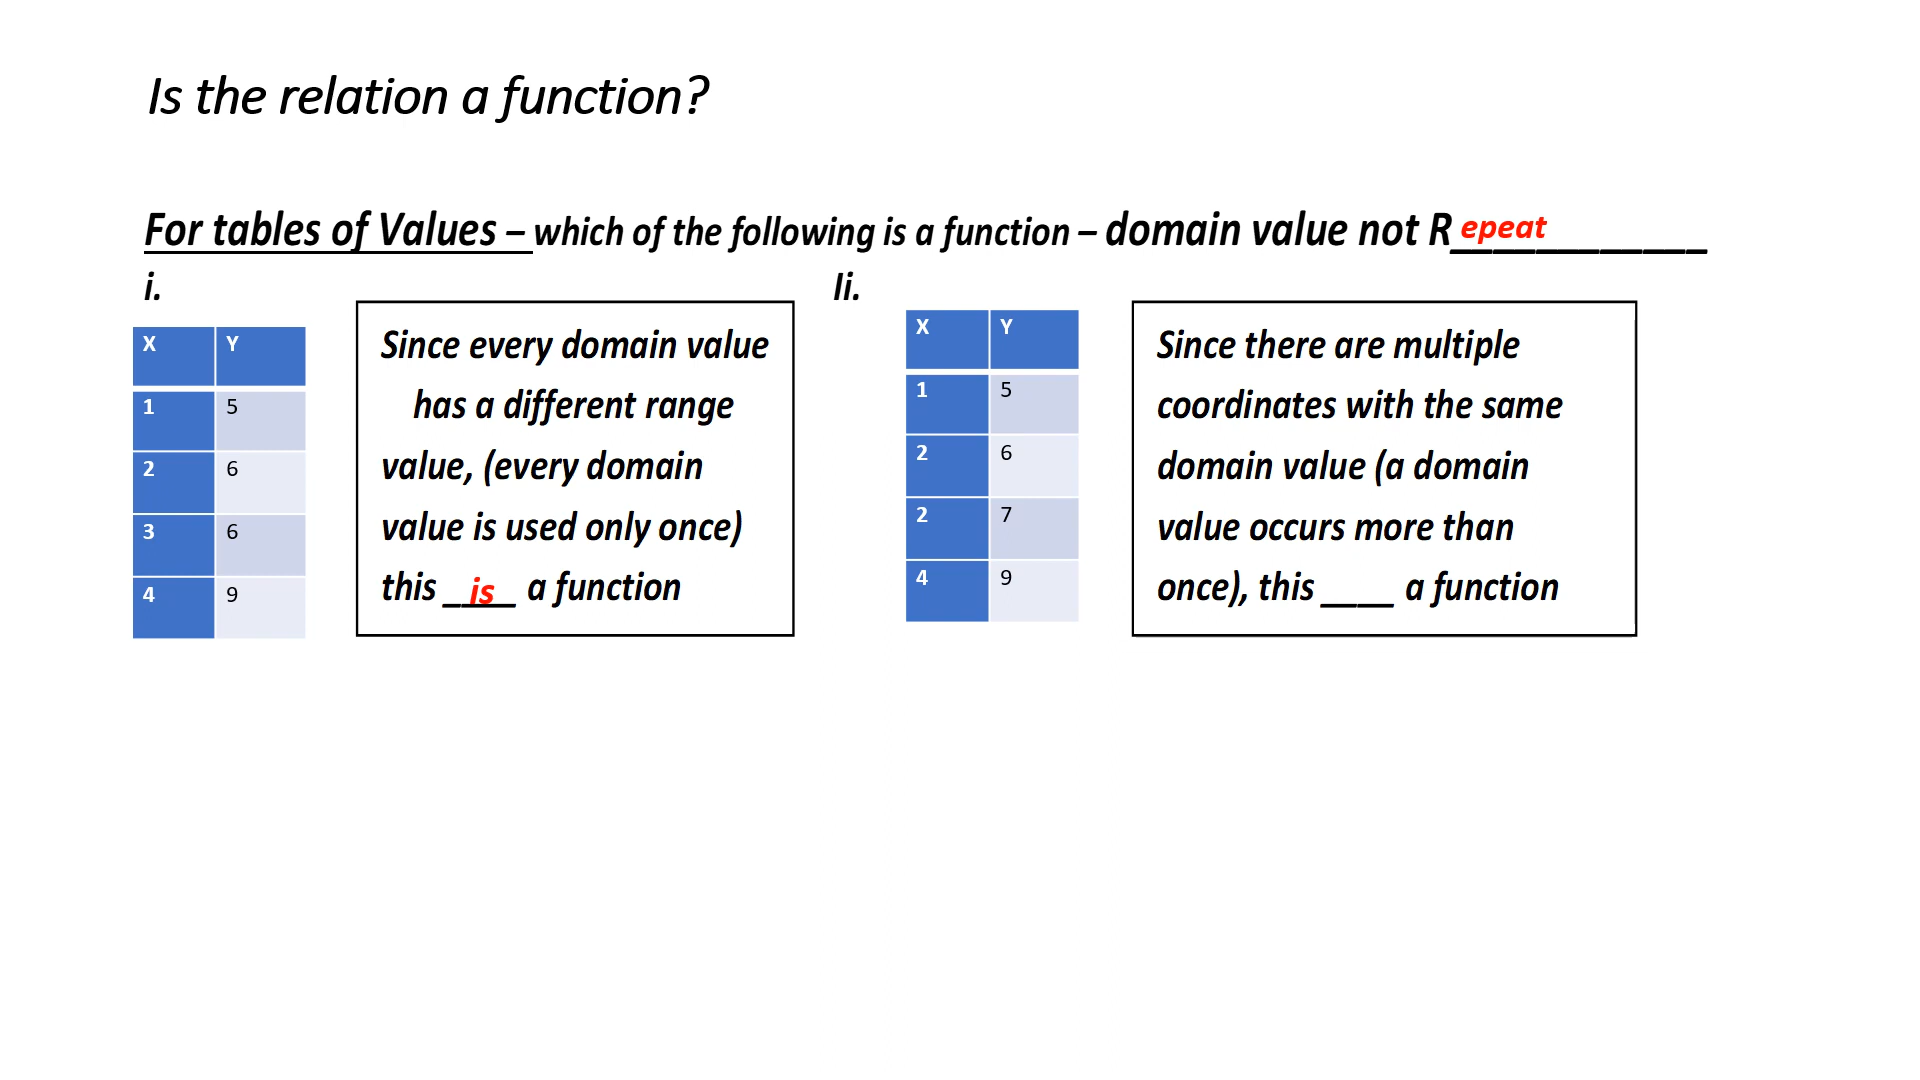 Is the relation a function?
For tables of Values – which of the following is a function – domain value not R epeat____________
i. Ii.
X Y
1 5
2 6
3 6
4 9
Since every domain value
has a different range
value, (every domain
value is used only once)
this _is_ a function
X Y
1 5
2 6
2 7
4 9
Since there are multiple
coordinates with the same
domain value (a domain
value occurs more than
once), this ____ a function